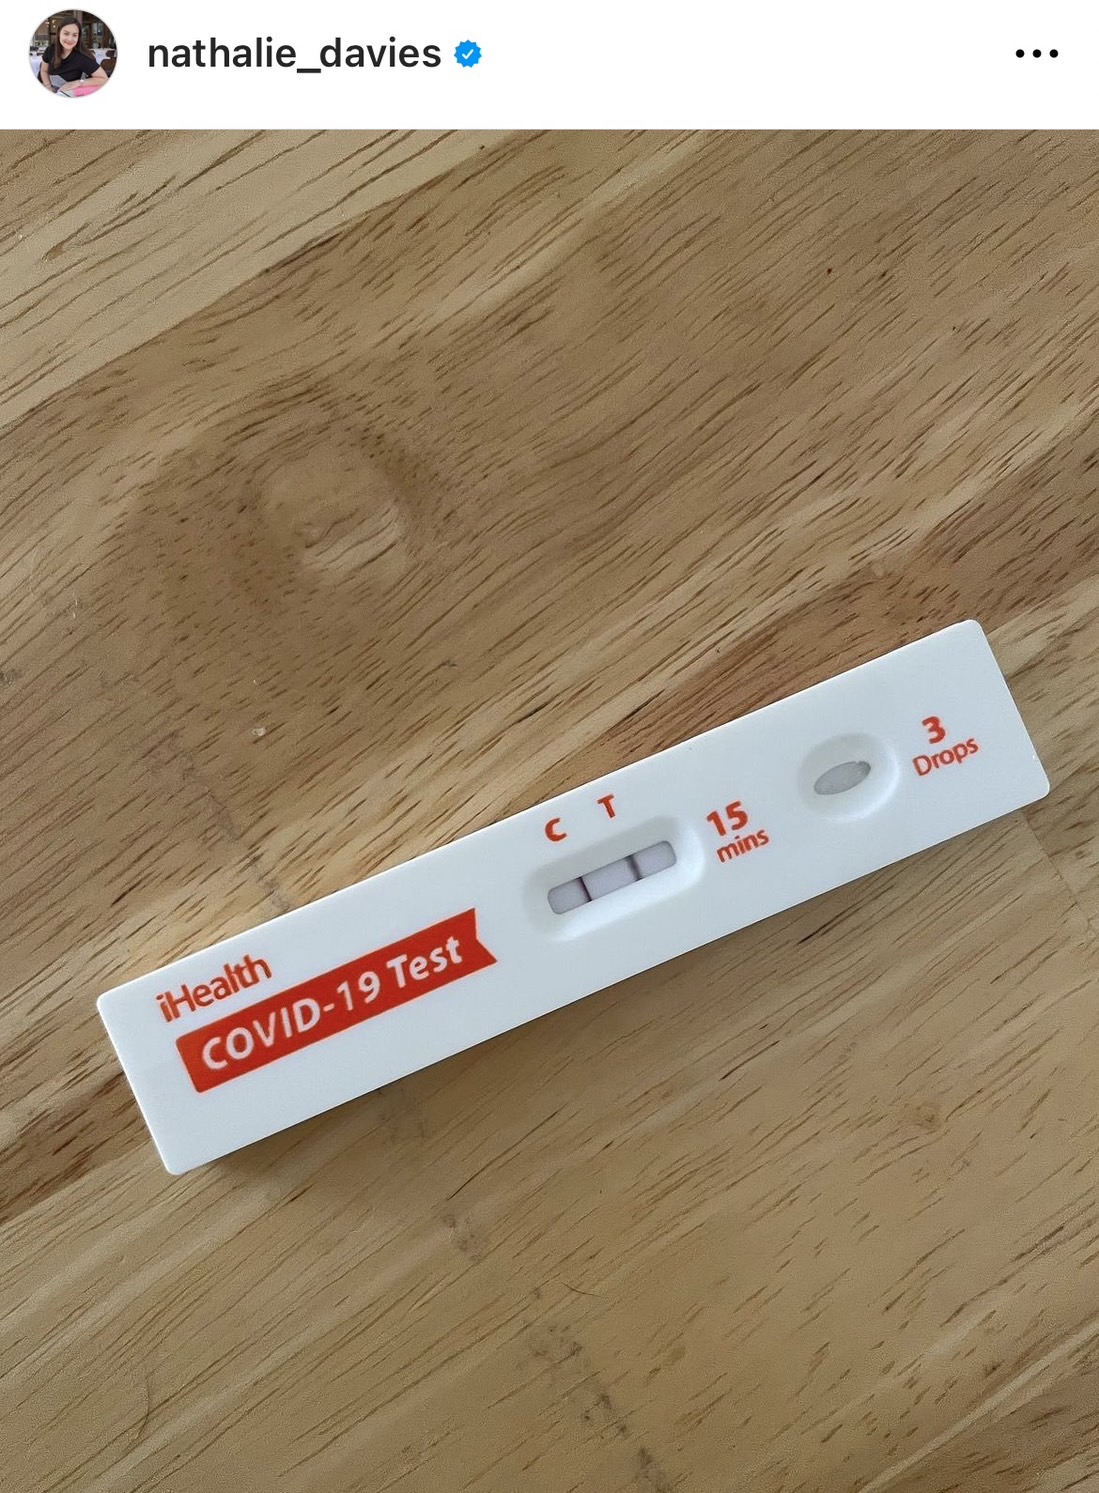 nathalie_davies
C T
15
mins
3
Drops
iHealth
COVID-19 Test